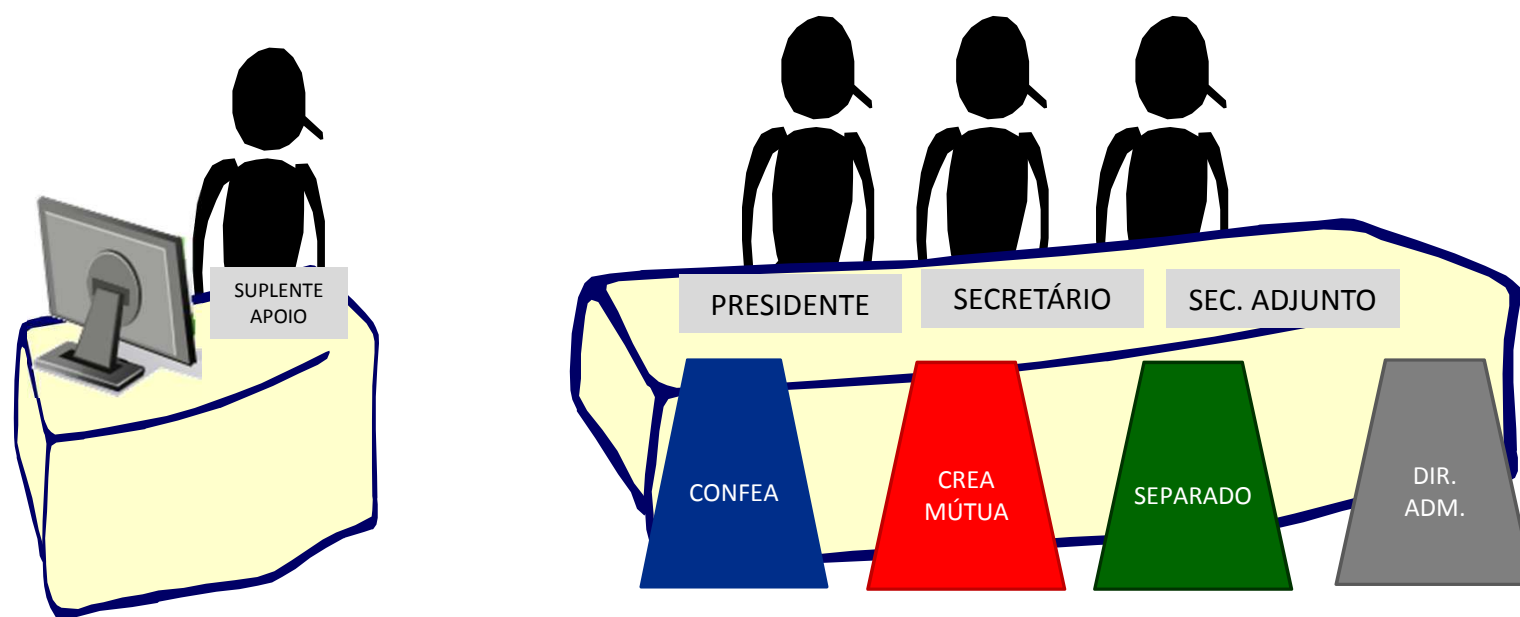 SUPLENTE
APOIO
PRESIDENTE
SECRETÁRIO
SEC. ADJUNTO
CONFEA
CREA
MÚTUA
SEPARADO
DIR.
ADM.